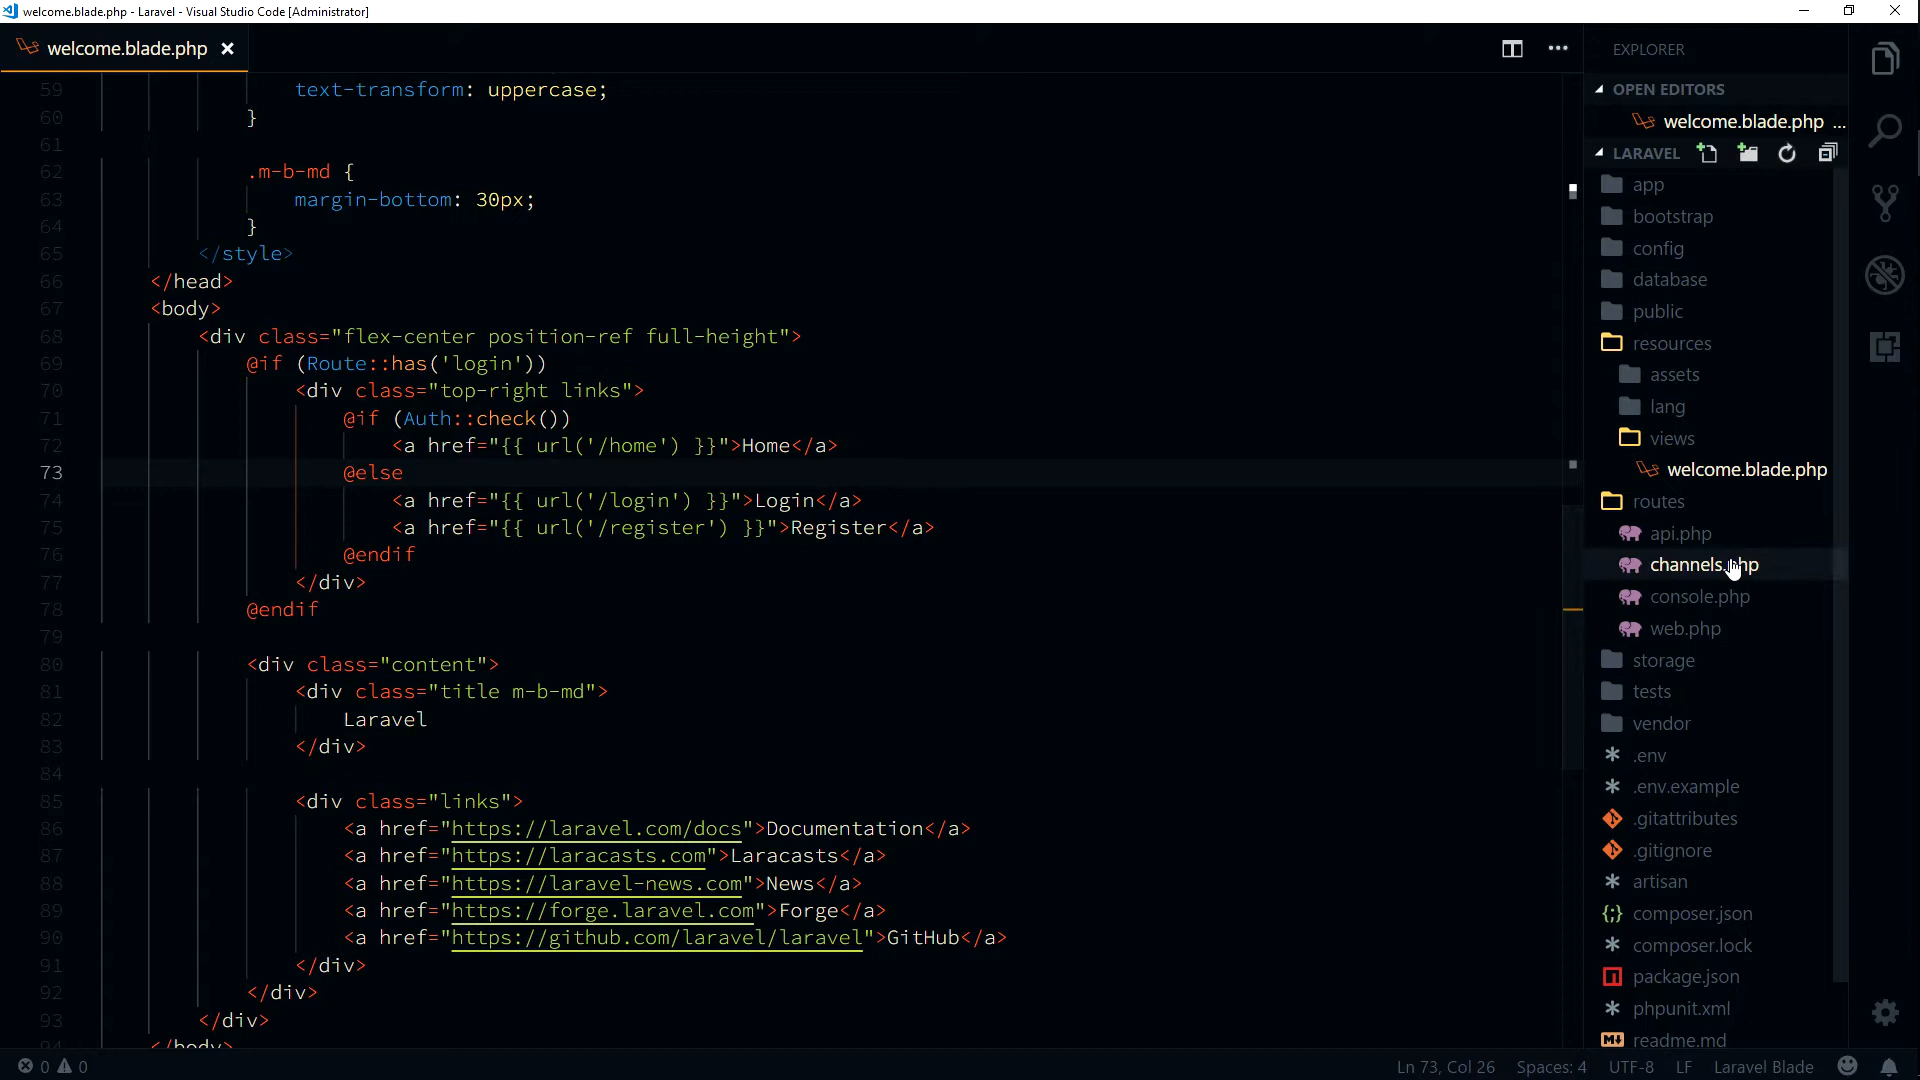 welcome.blade.php - Laravel - Visual Studio Code [Administrator]
welcome.blade.php
59 text-transform: uppercase;
60 }
61
62 .m-b-md {
63 margin-bottom: 30px;
64 }
65 </style>
66 </head>
67 <body>
68 <div class="flex-center position-ref full-height">
69 @if (Route::has('login'))
70 <div class="top-right links">
71 @if (Auth::check())
72 <a href="{{ url('/home') }}">Home</a>
73 @else
74 <a href="{{ url('/login') }}">Login</a>
75 <a href="{{ url('/register') }}">Register</a>
76 @endif
77 </div>
78 @endif
79
80 <div class="content">
81 <div class="title m-b-md">
82 Laravel
83 </div>
84
85 <div class="links">
86 <a href="https://laravel.com/docs">Documentation</a>
87 <a href="https://laracasts.com">Laracasts</a>
88 <a href="https://laravel-news.com">News</a>
89 <a href="https://forge.laravel.com">Forge</a>
90 <a href="https://github.com/laravel/laravel">GitHub</a>
91 </div>
92 </div>
93 </div>
94 </body>
EXPLORER
OPEN EDITORS
welcome.blade.php ...
LARAVEL
app
bootstrap
config
database
public
resources
assets
lang
views
welcome.blade.php
routes
api.php
channels.php
console.php
web.php
storage
tests
vendor
.env
.env.example
.gitattributes
.gitignore
artisan
composer.json
composer.lock
package.json
phpunit.xml
readme.md
0 0
Ln 73, Col 26 Spaces: 4 UTF-8 LF Laravel Blade